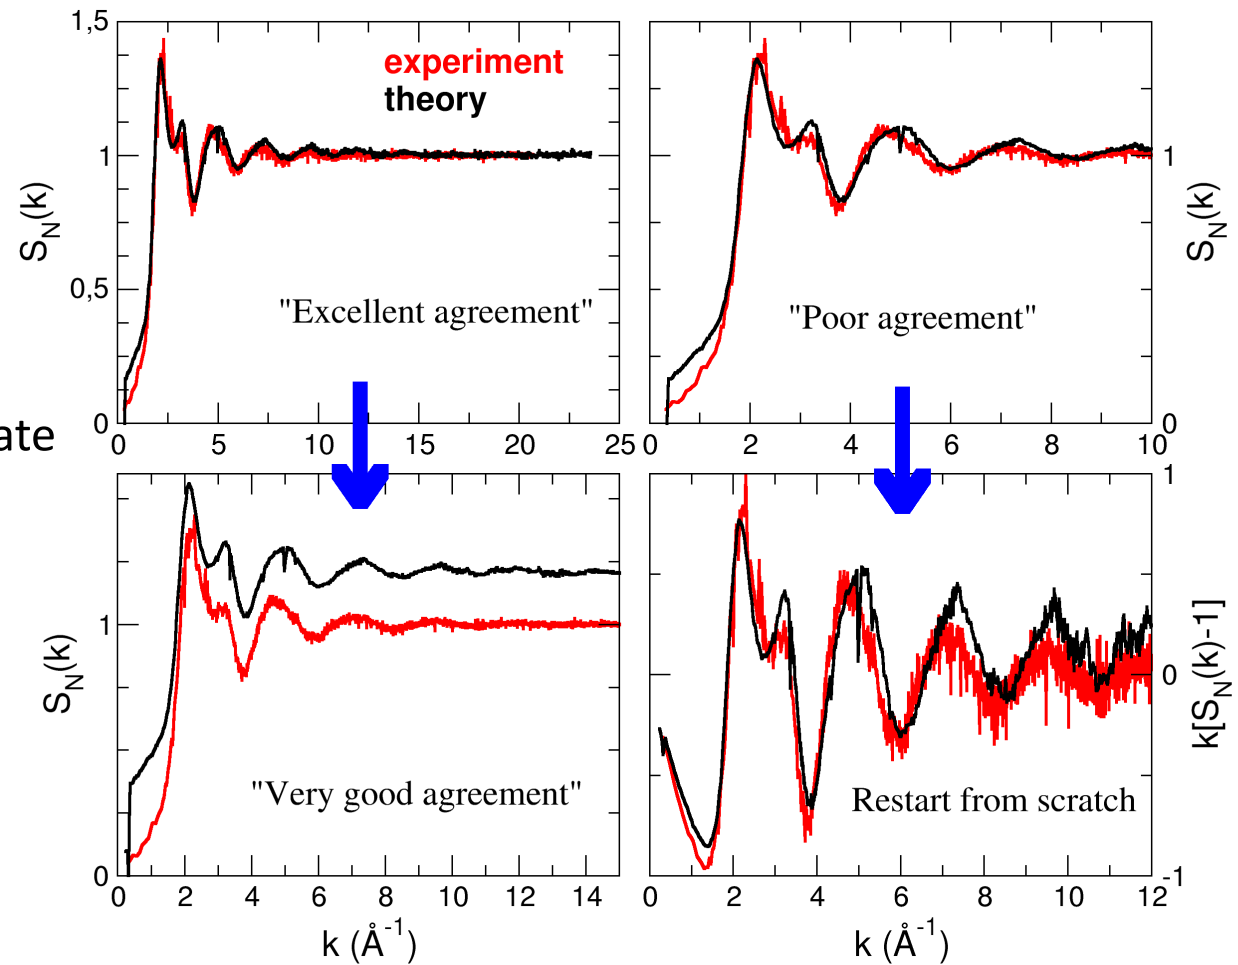 1,5
experiment
theory
1
1
S_N(k)
S_N(k)
0,5
"Excellent agreement"
"Poor agreement"
0
0
ate
0 5 10 15 20 25
0 2 4 6 8 10
1
1
S_N(k)
0
k[S_N(k)-1]
"Very good agreement"
Restart from scratch
0
-1
0 2 4 6 8 10 12 14
0 2 4 6 8 10 12
k (Å⁻¹)
k (Å⁻¹)